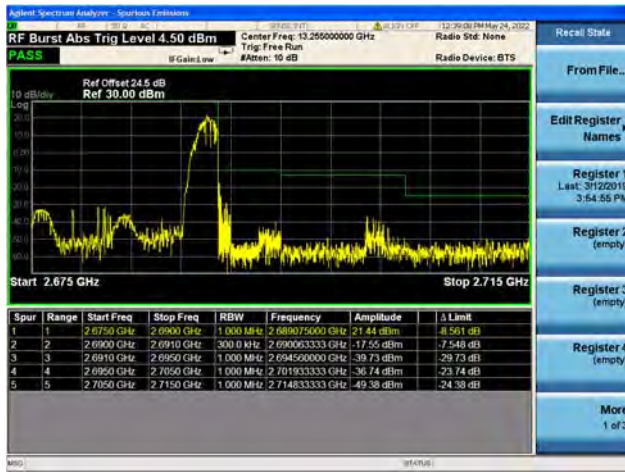 Agilent Spectrum Analyzer - Spurious Emissions
RF 50 Ω AC SENSE:INT ALIGN OFF 12:39:08 PM May 24, 2022
RF Burst Abs Trig Level 4.50 dBm
Center Freq: 13.255000000 GHz
Radio Std: None
Trig: Free Run
PASS
IFGain:Low
#Atten: 10 dB
Radio Device: BTS
Ref Offset 24.5 dB
10 dB/div
Ref 30.00 dBm
Log
Start 2.675 GHz
Stop 2.715 GHz
Spur Range Start Freq Stop Freq RBW Frequency Amplitude Δ Limit
1 1 2.6750 GHz 2.6900 GHz 1.000 MHz 2.689075000 GHz 21.44 dBm -8.561 dB
2 2 2.6900 GHz 2.6910 GHz 300.0 kHz 2.690063333 GHz -17.55 dBm -7.548 dB
3 3 2.6910 GHz 2.6950 GHz 1.000 MHz 2.694560000 GHz -39.73 dBm -29.73 dB
4 4 2.6950 GHz 2.7050 GHz 1.000 MHz 2.701933333 GHz -36.74 dBm -23.74 dB
5 5 2.7050 GHz 2.7150 GHz 1.000 MHz 2.714833333 GHz -49.38 dBm -24.38 dB
MSG
STATUS
Recall State
From File...
Edit Register
Names
Register
Last: 3/12/2019
3:54:55 PM
Register 2
(empty
Register 3
(empty
Register 4
(empty
More
1 of 3